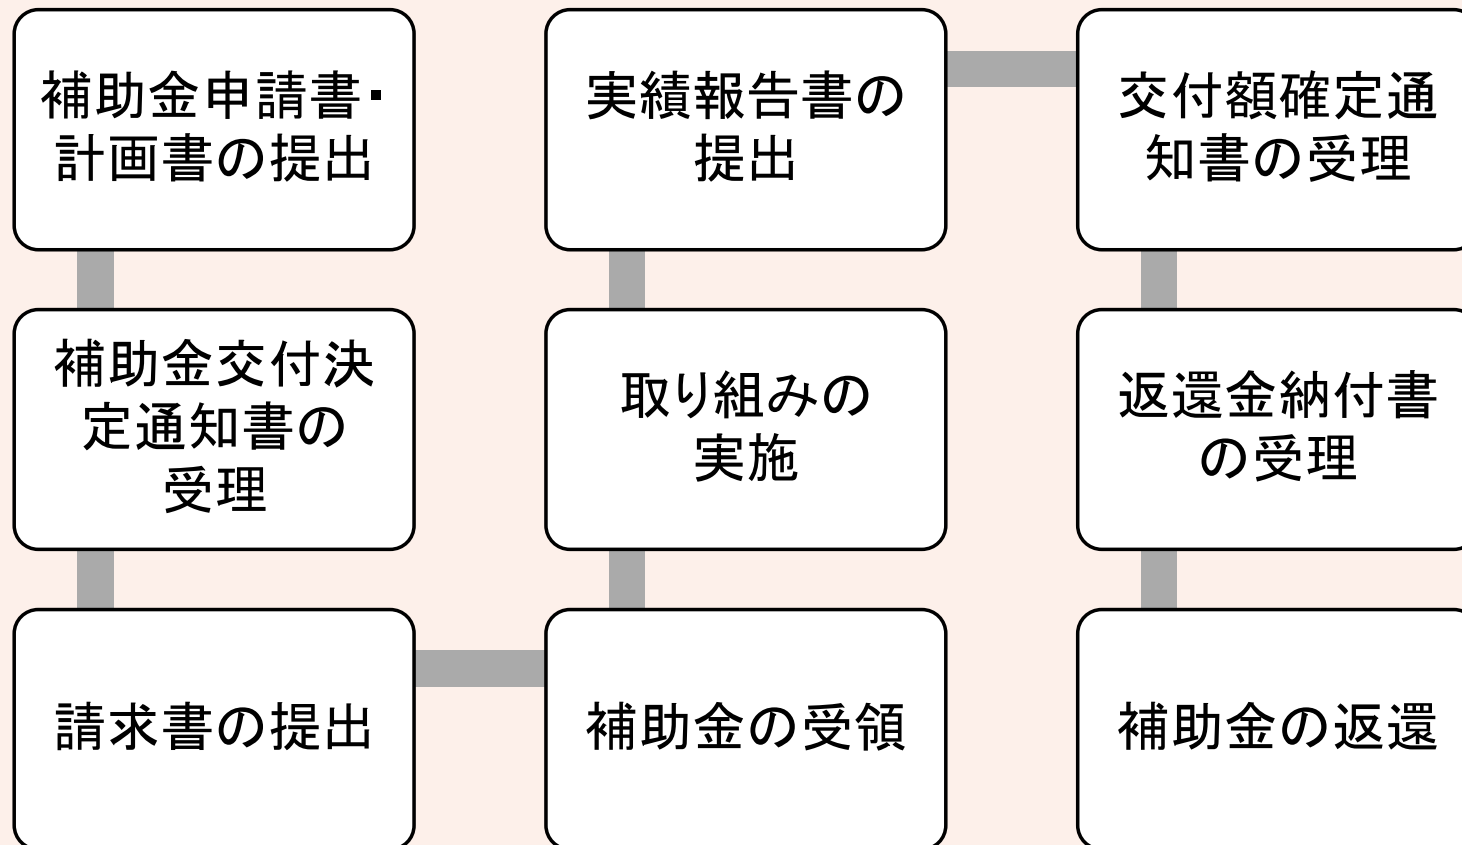 補助金申請書・
計画書の提出
補助金交付決
定通知書の
受理
請求書の提出
補助金の受領
取り組みの
実施
実績報告書の
提出
交付額確定通
知書の受理
返還金納付書
の受理
補助金の返還